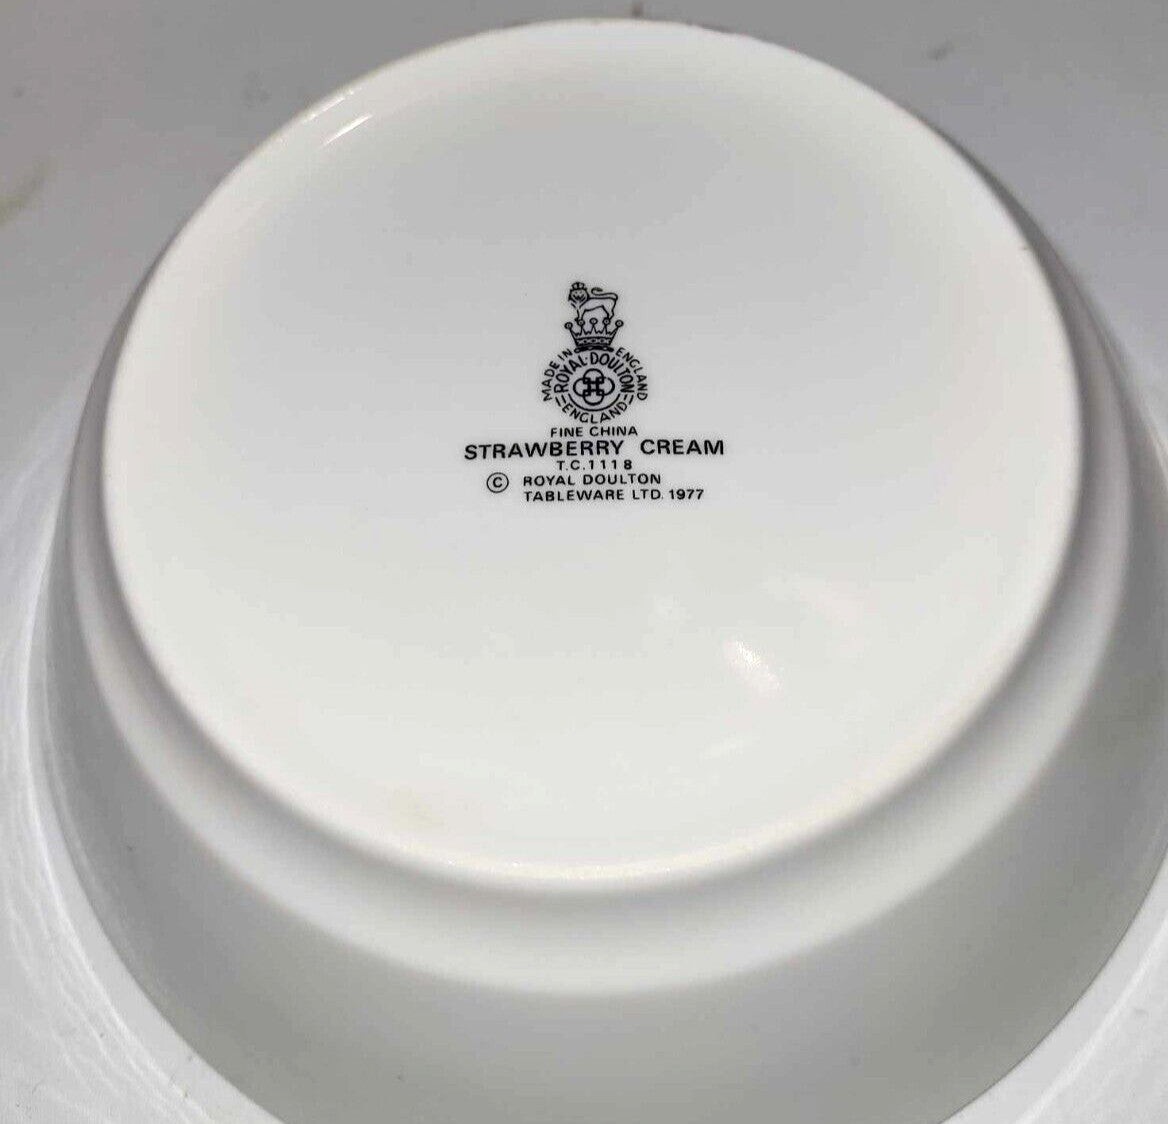 MADE IN ENGLAND
ROYAL·DOULTON
ENGLAND
FINE CHINA
STRAWBERRY CREAM
T.C.1118
© ROYAL DOULTON
TABLEWARE LTD. 1977